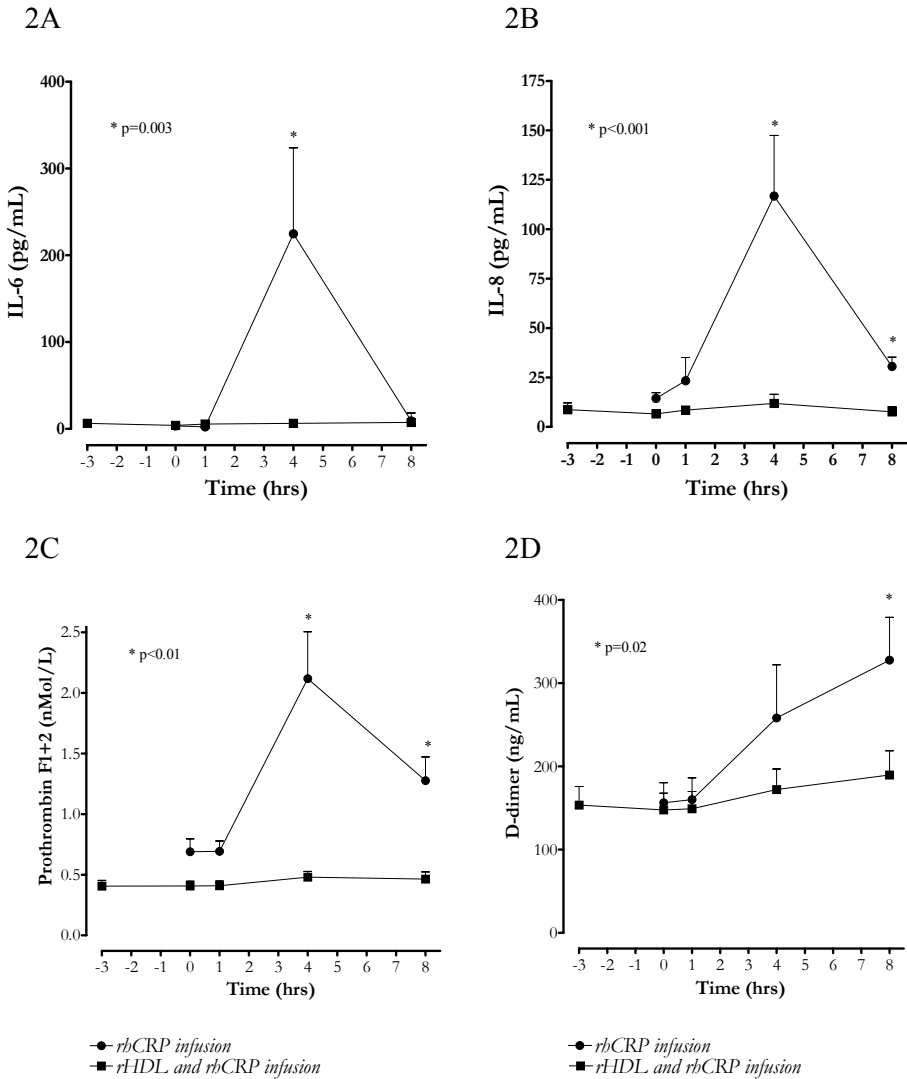 2A
400
300
200
100
0
IL-6 (pg/mL)
* p=0.003
*
-3 -2 -1 0 1 2 3 4 5 6 7 8
Time (hrs)
2B
175
150
125
100
75
50
25
0
IL-8 (pg/mL)
* p<0.001
*
*
-3 -2 -1 0 1 2 3 4 5 6 7 8
Time (hrs)
2C
2.5
2.0
1.5
1.0
0.5
0.0
Prothrombin F1+2 (nMol/L)
* p<0.01
*
*
-3 -2 -1 0 1 2 3 4 5 6 7 8
Time (hrs)
rhCRP infusion
rHDL and rhCRP infusion
2D
400
300
200
100
0
D-dimer (ng/mL)
* p=0.02
*
-3 -2 -1 0 1 2 3 4 5 6 7 8
Time (hrs)
rhCRP infusion
rHDL and rhCRP infusion